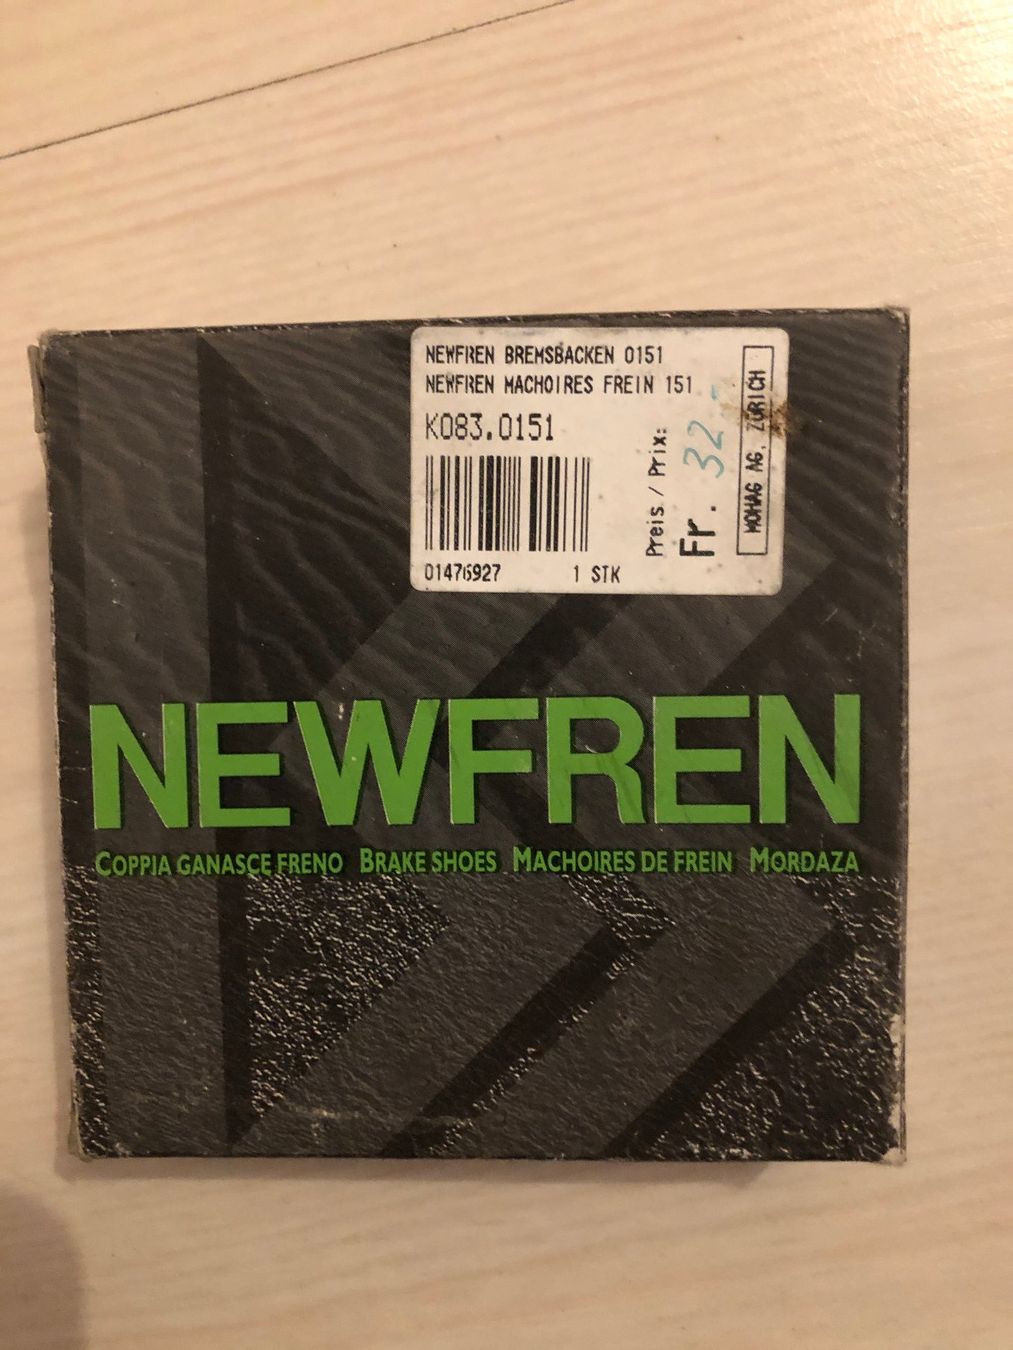 NEWFREN BREMSBACKEN 0151
NEWFREN MACHOIRES FREIN 151
K083.0151
01476927 1 STK
Preis / Prix:
Fr. 32.-
MOHAG AG, ZÜRICH
NEWFREN
COPPIA GANASCE FRENO BRAKE SHOES MACHOIRES DE FREIN MORDAZA